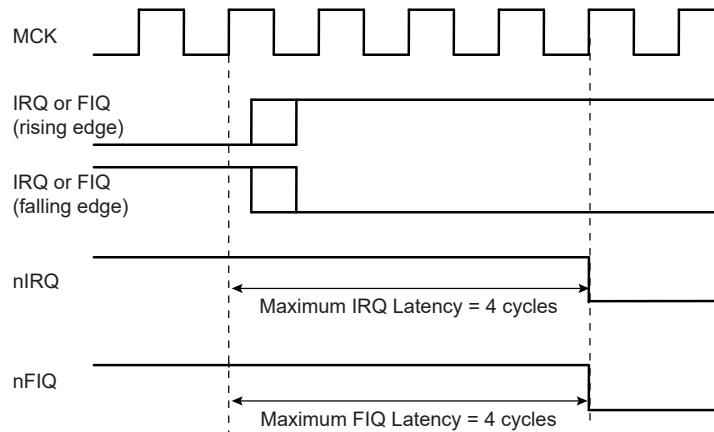 MCK
IRQ or FIQ
(rising edge)
IRQ or FIQ
(falling edge)
nIRQ
Maximum IRQ Latency = 4 cycles
nFIQ
Maximum FIQ Latency = 4 cycles